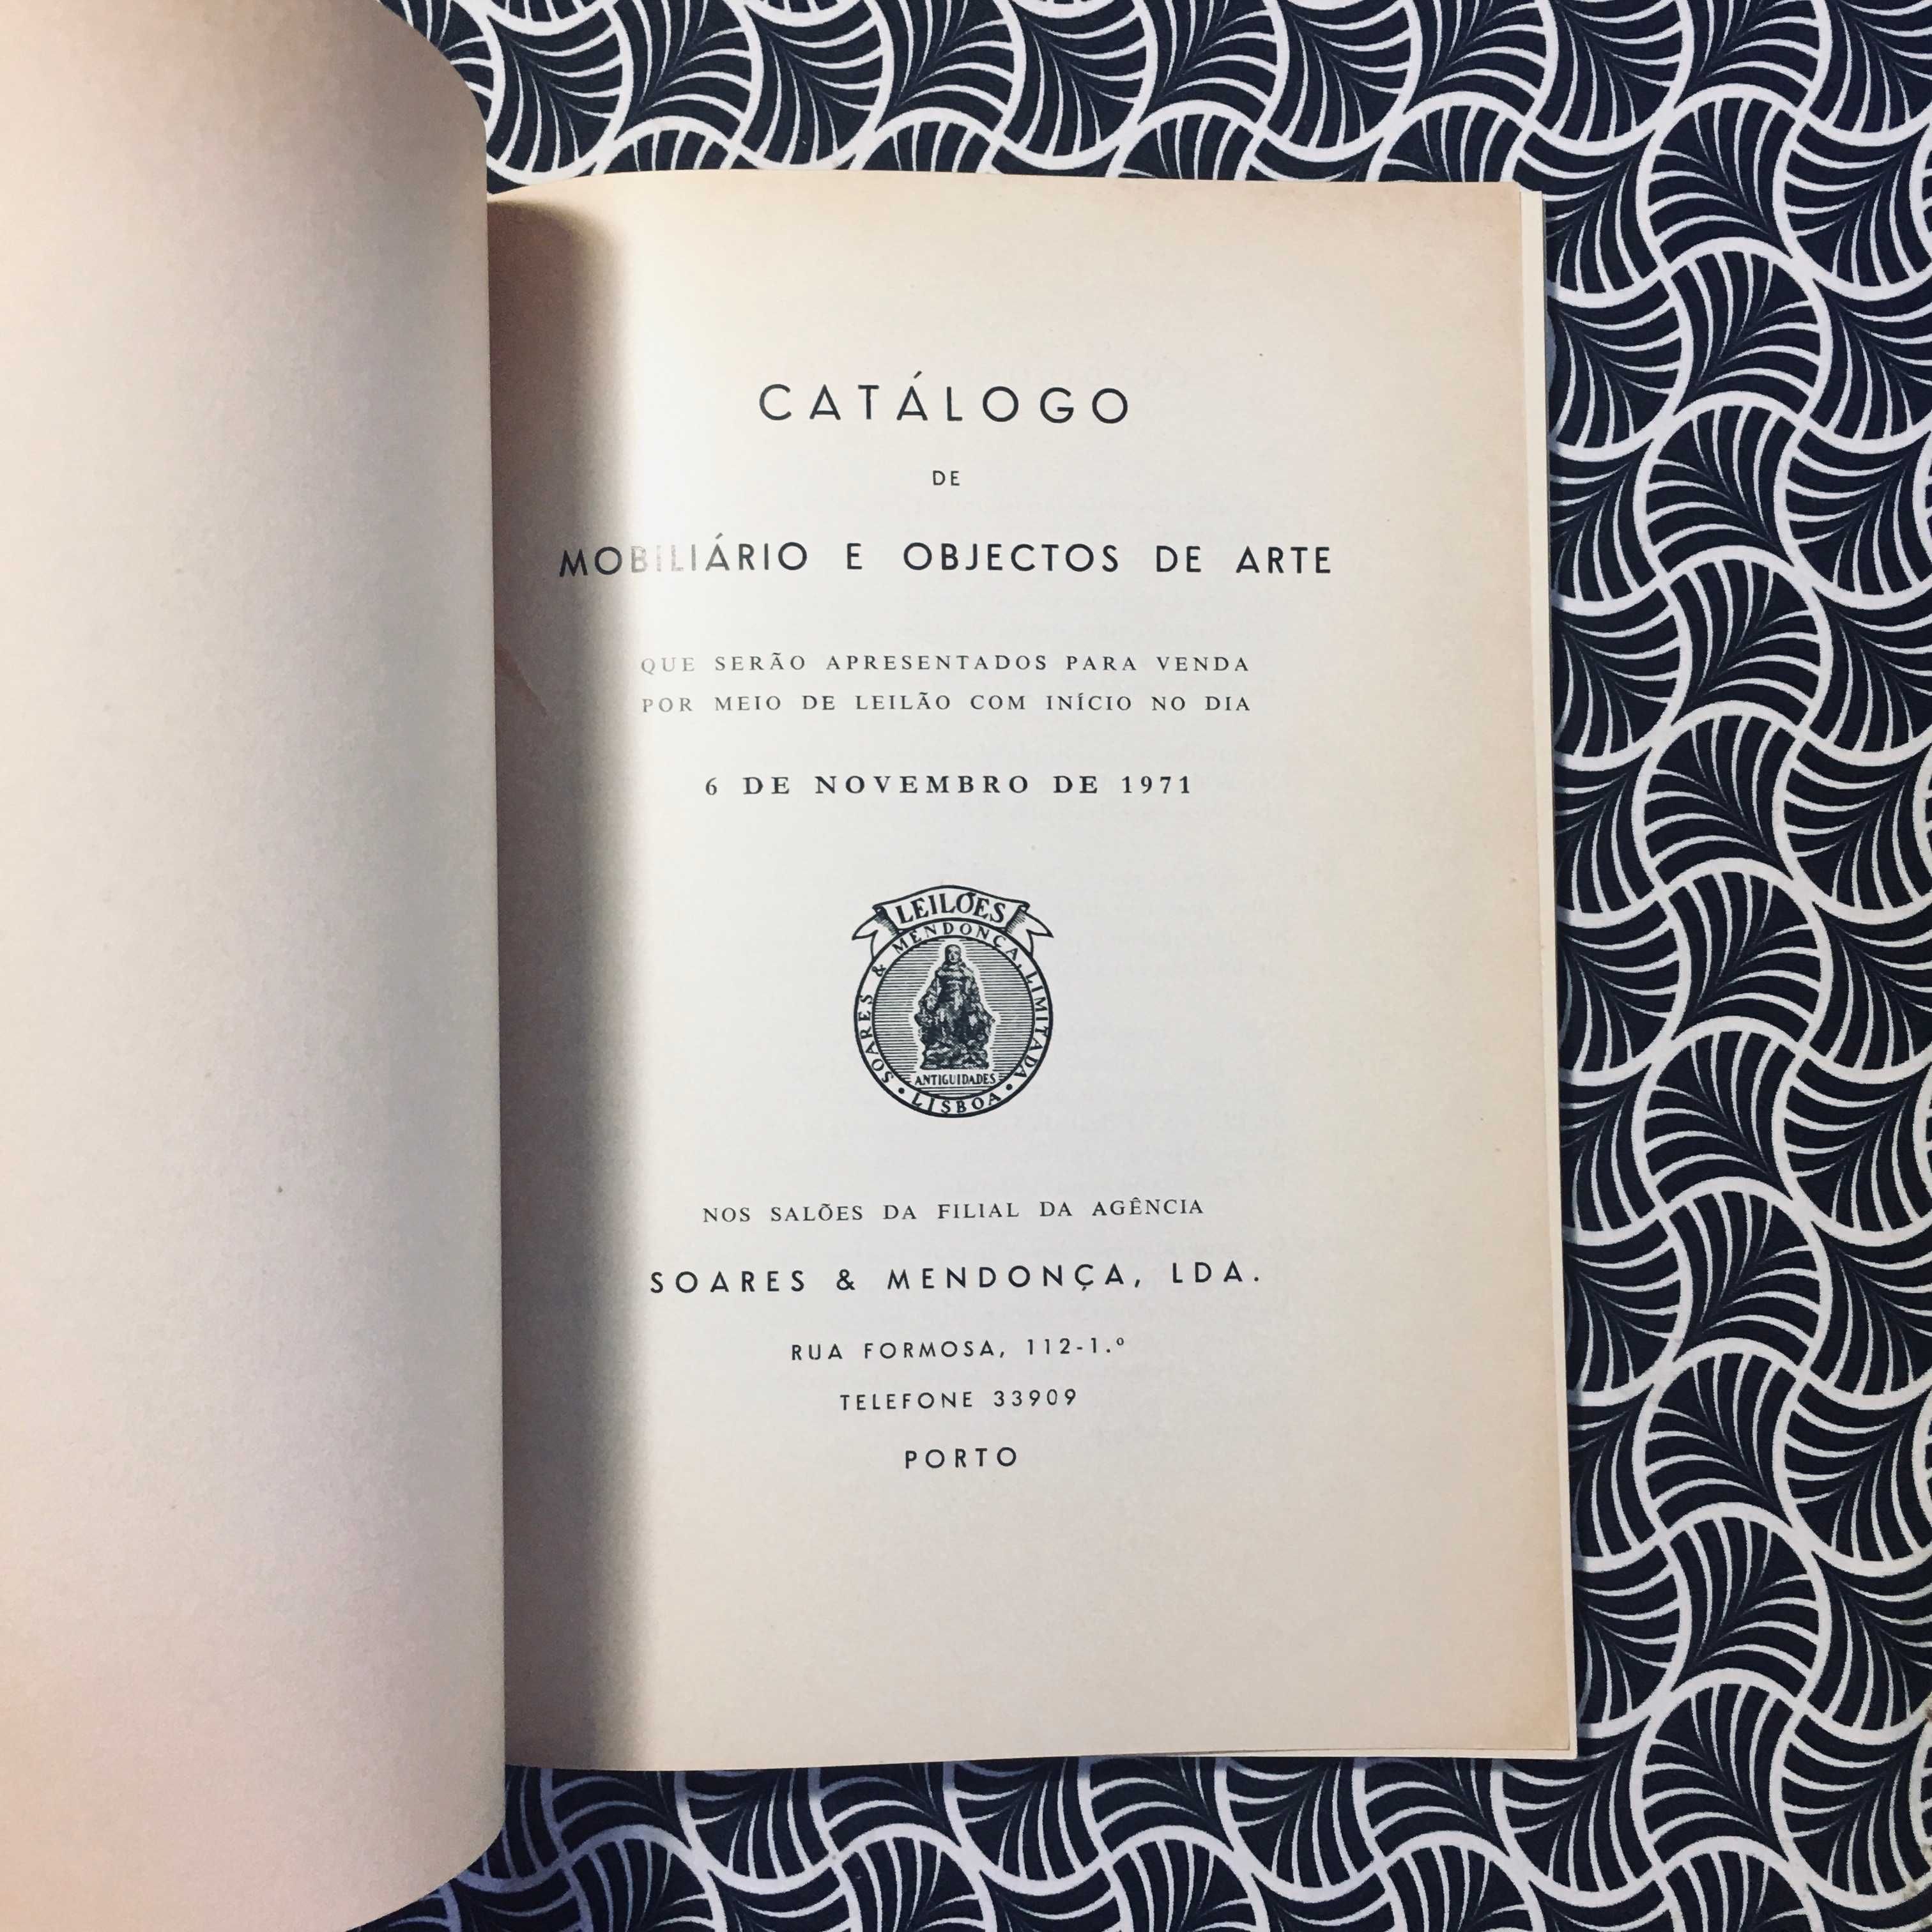 CATÁLOGO
DE
MOBILIÁRIO E OBJECTOS DE ARTE
QUE SERÃO APRESENTADOS PARA VENDA
POR MEIO DE LEILÃO COM INÍCIO NO DIA
6 DE NOVEMBRO DE 1971
LEILÕES
SOARES & MENDONÇA, LIMITADA
ANTIGUIDADES
• LISBOA •
NOS SALÕES DA FILIAL DA AGÊNCIA
SOARES & MENDONÇA, LDA.
RUA FORMOSA, 112-1.º
TELEFONE 33909
PORTO